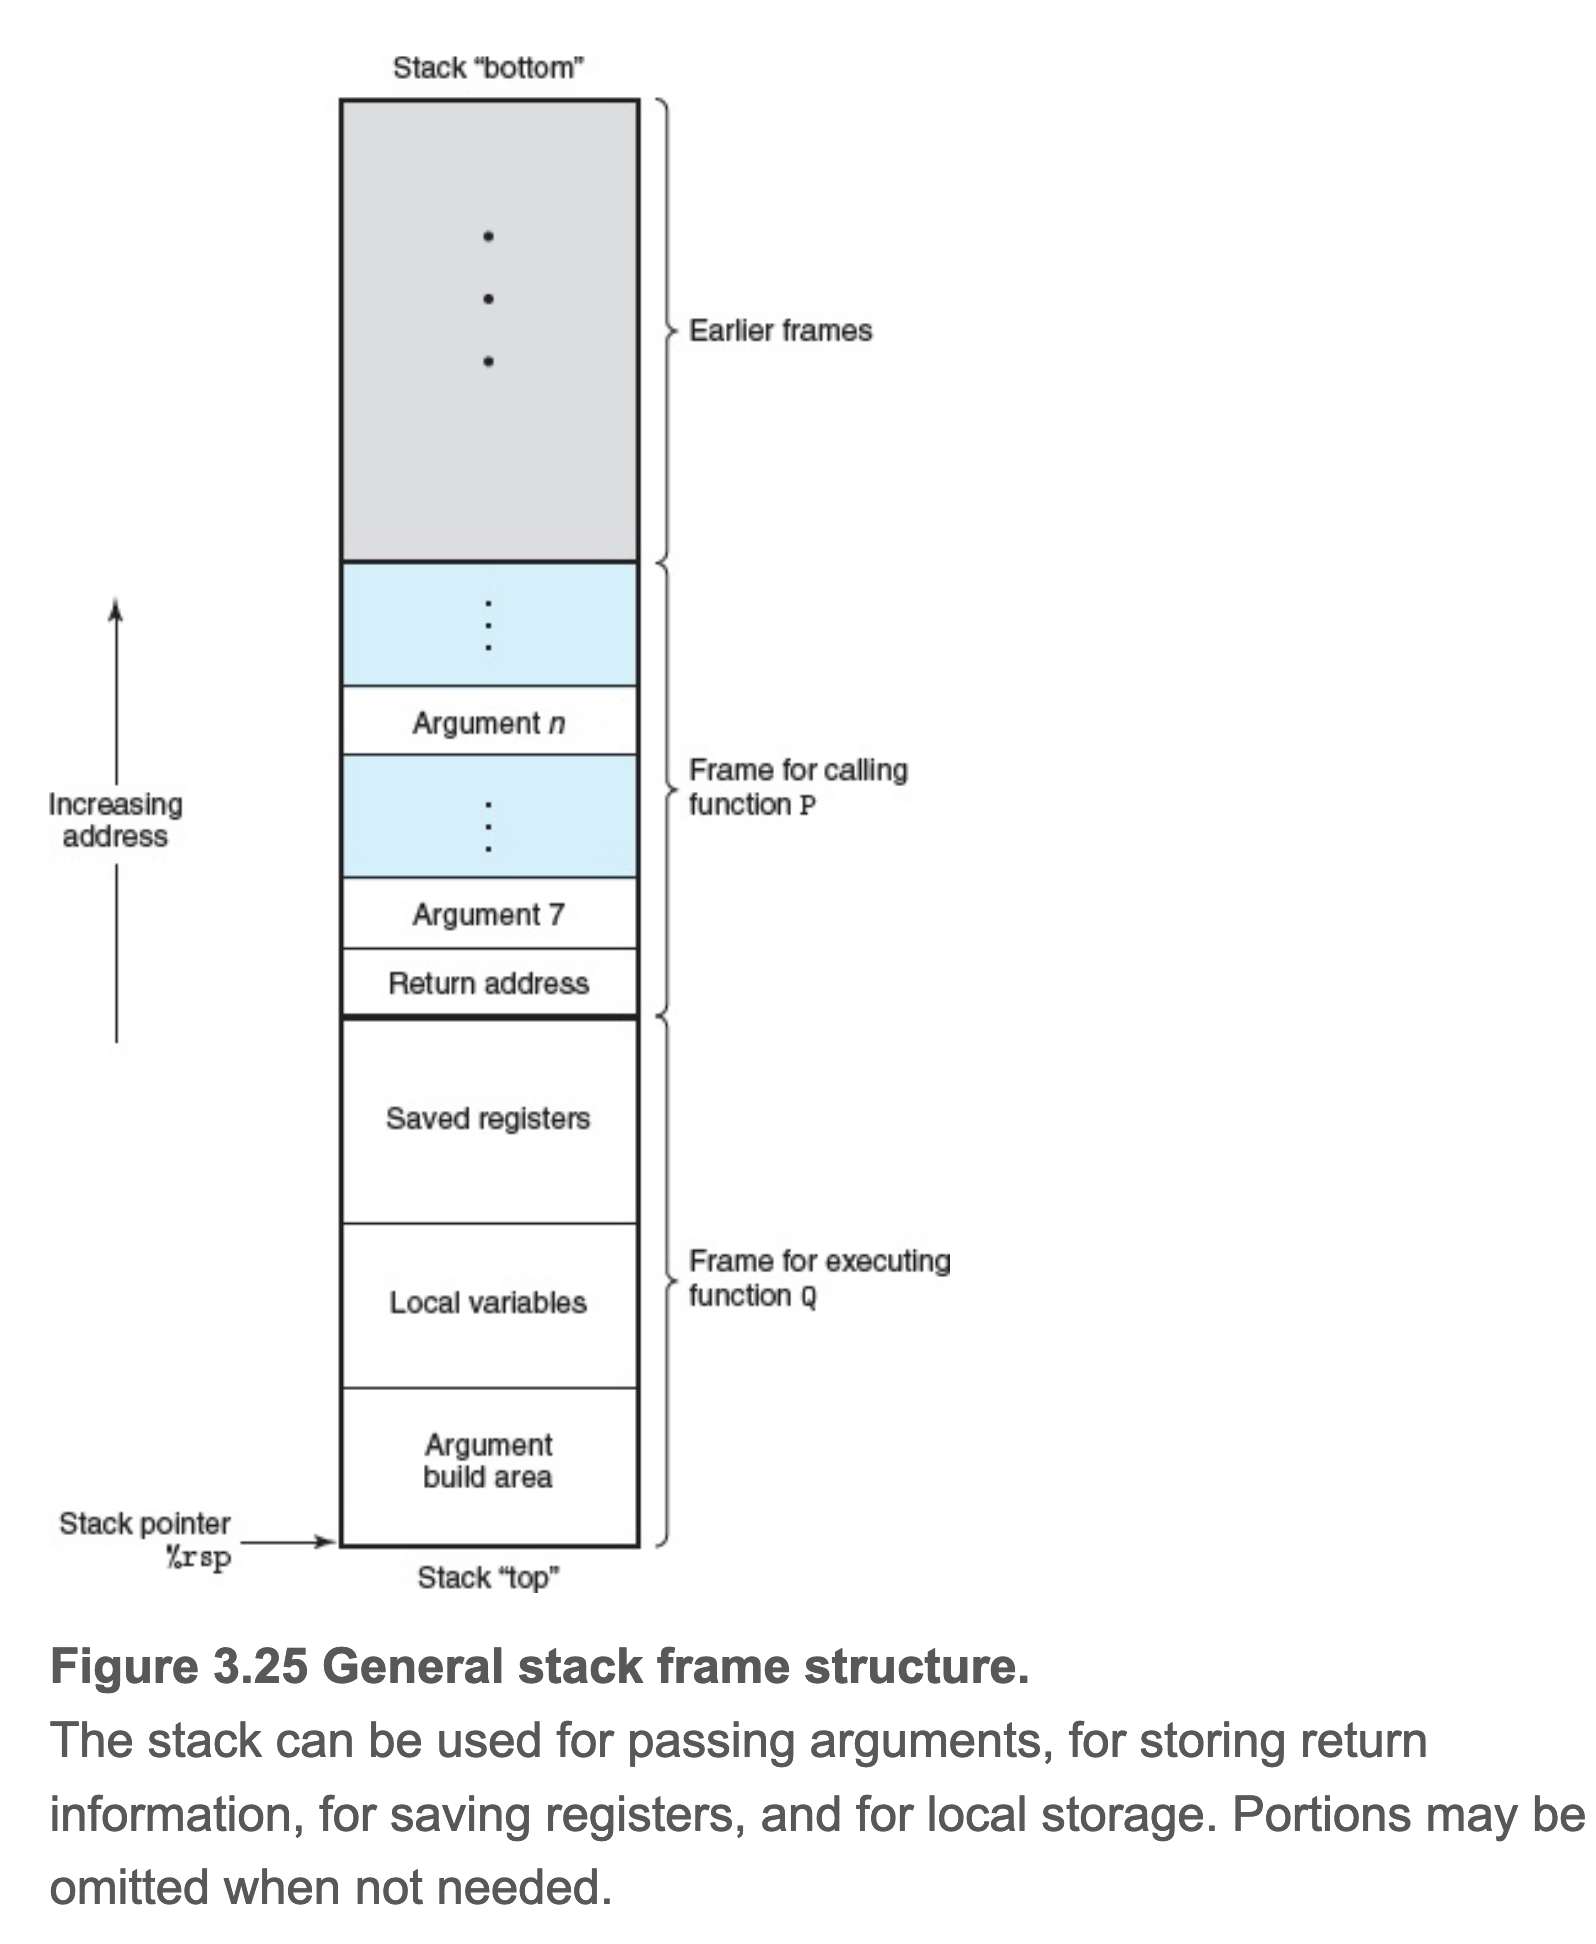 Stack “bottom”
Earlier frames
Argument n
Increasing
address
Frame for calling
function P
Argument 7
Return address
Saved registers
Frame for executing
function Q
Local variables
Argument
build area
Stack pointer
%rsp
Stack “top”
Figure 3.25 General stack frame structure.
The stack can be used for passing arguments, for storing return
information, for saving registers, and for local storage. Portions may be
omitted when not needed.